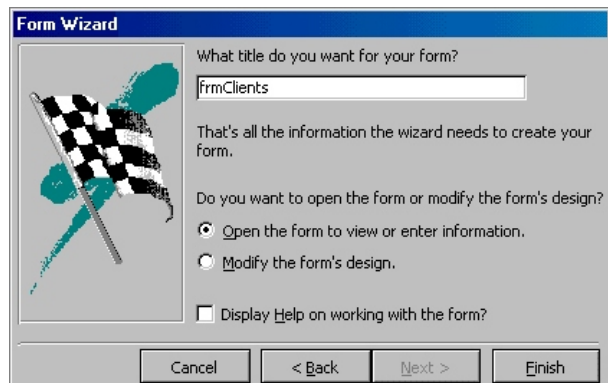 Form Wizard
What title do you want for your form?
frmClients
That's all the information the wizard needs to create your
form.
Do you want to open the form or modify the form's design?
Open the form to view or enter information.
Modify the form's design.
Display Help on working with the form?
Cancel
< Back
Next >
Finish